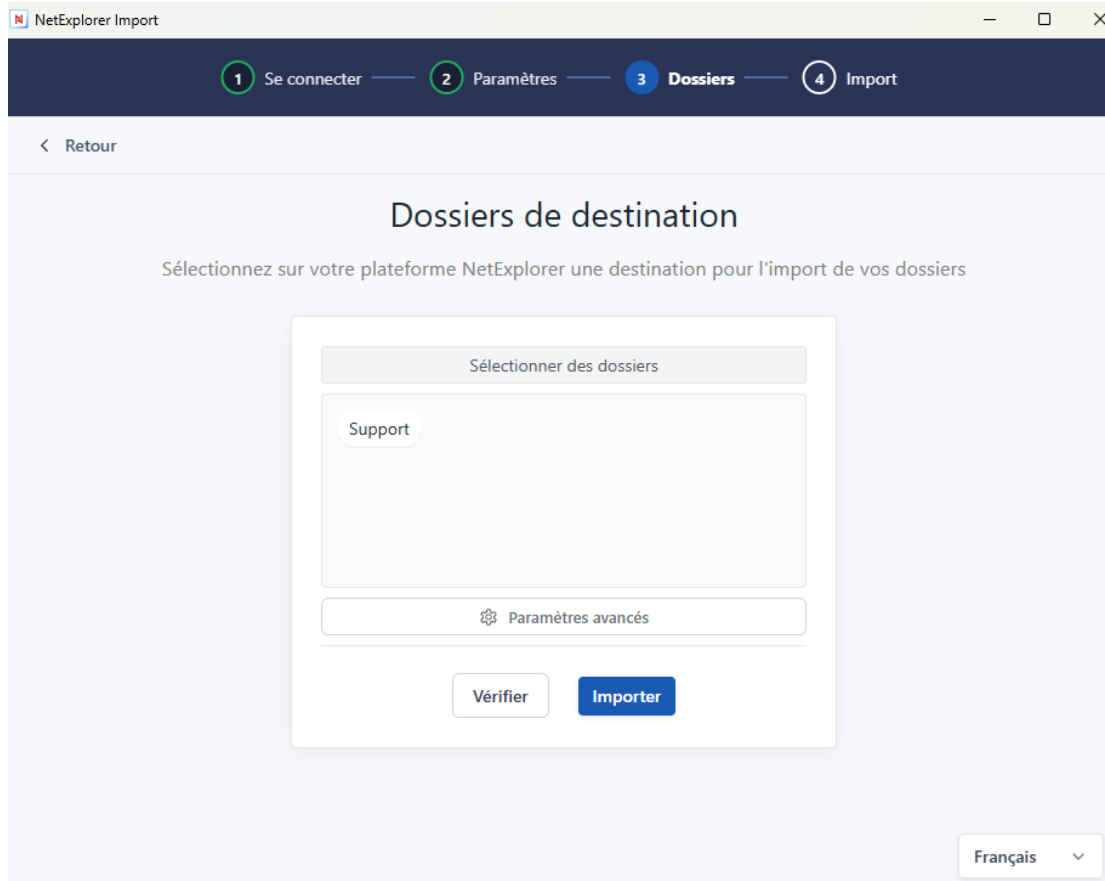 NetExplorer Import
1 Se connecter 2 Paramètres 3 Dossiers 4 Import
Retour
Dossiers de destination
Sélectionnez sur votre plateforme NetExplorer une destination pour l'import de vos dossiers
Sélectionner des dossiers
Support
Paramètres avancés
Vérifier Importer
Français